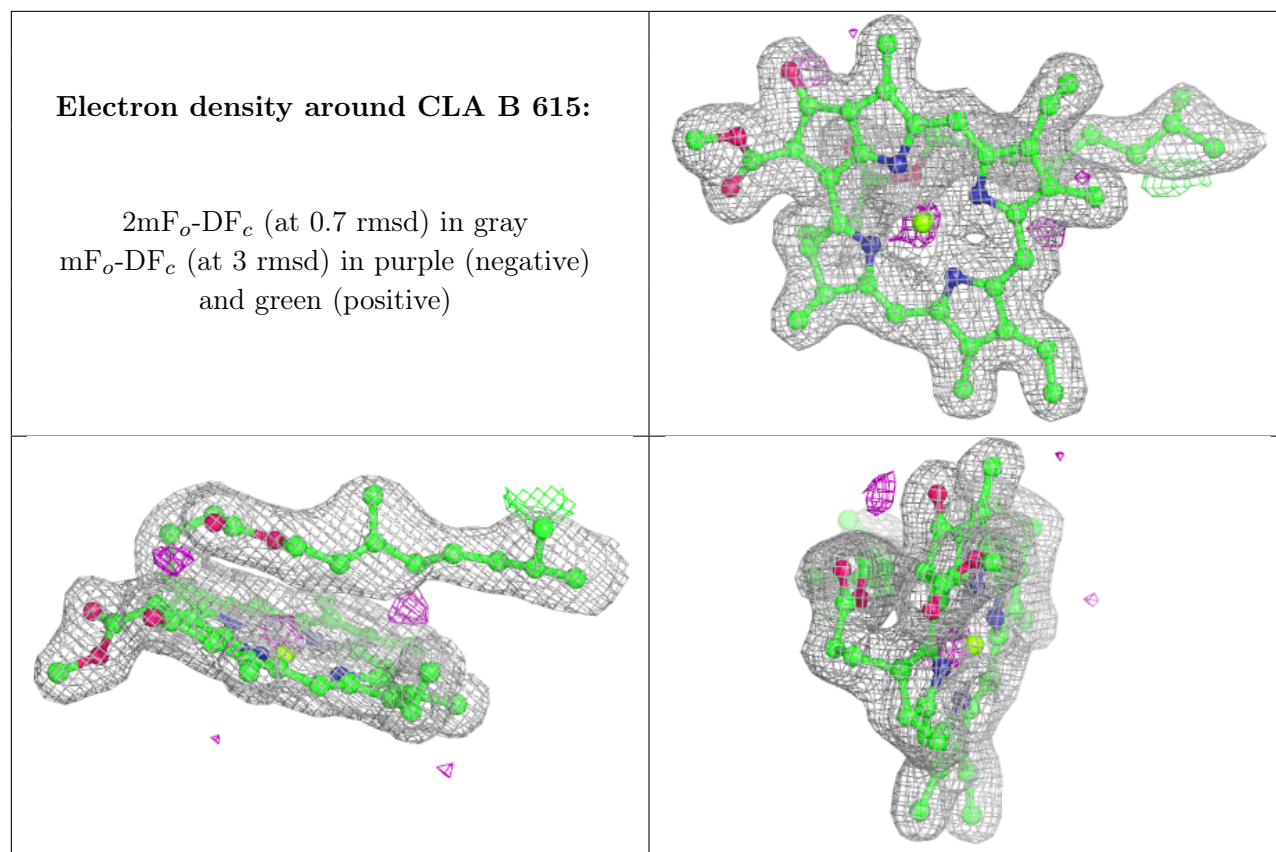 Electron density around CLA B 615:
2mFo-DFc (at 0.7 rmsd) in gray
mFo-DFc (at 3 rmsd) in purple (negative)
and green (positive)